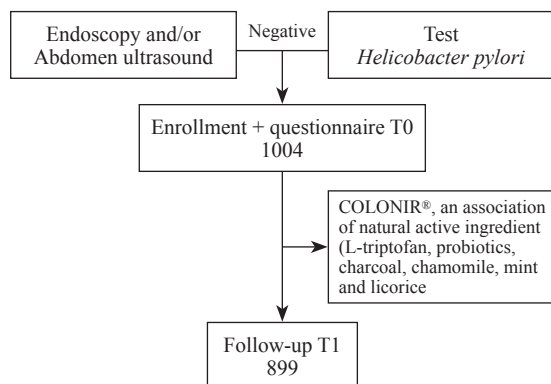 Endoscopy and/or
Abdomen ultrasound
Negative
Test
Helicobacter pylori
Enrollment + questionnaire T0
1004
COLONIR®, an association
of natural active ingredient
(L-triptofan, probiotics,
charcoal, chamomile, mint
and licorice
Follow-up T1
899